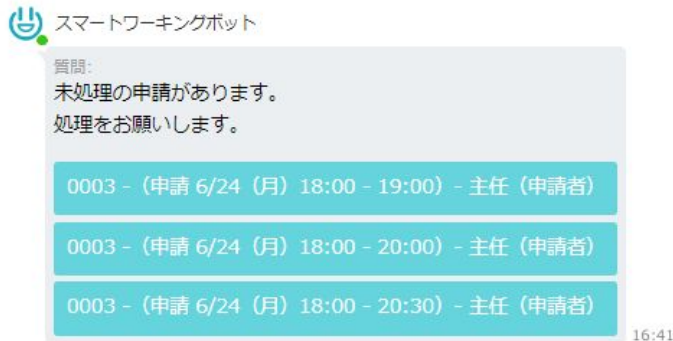 スマートワーキングボット
質問:
未処理の申請があります。
処理をお願いします。
0003 -（申請 6/24（月）18:00 - 19:00）- 主任（申請者）
0003 -（申請 6/24（月）18:00 - 20:00）- 主任（申請者）
0003 -（申請 6/24（月）18:00 - 20:30）- 主任（申請者）
16:41